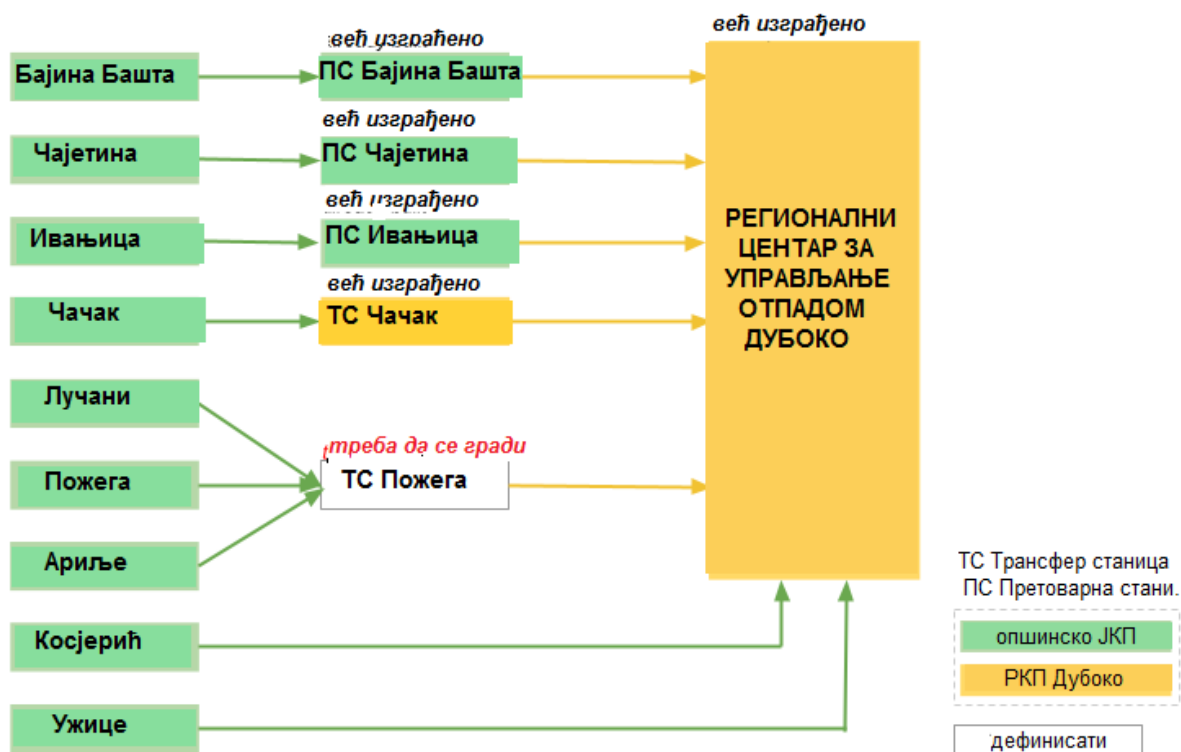 већ изграђено
већ изграђено
Бајина Башта
ПС Бајина Башта
већ изграђено
Чајетина
ПС Чајетина
већ изграђено
Ивањица
ПС Ивањица
већ изграђено
Чачак
ТС Чачак
РЕГИОНАЛНИ
ЦЕНТАР ЗА
УПРАВЉАЊЕ
ОТПАДОМ
ДУБОКО
Лучани
треба да се гради
Пожега
ТС Пожега
Ариље
Косјерић
Ужице
ТС Трансфер станица
ПС Претоварна стани.
опшинско ЈКП
РКП Дубоко
дефинисати